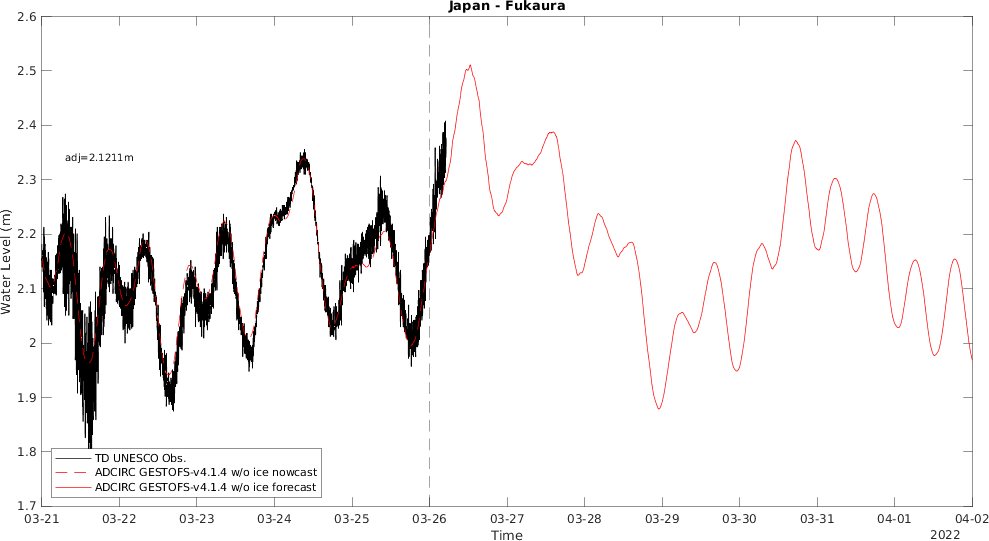 Japan - Fukaura
2.6
2.5
2.4
2.3
2.2
2.1
2
1.9
1.8
1.7
Water Level (m)
adj=2.1211m
TD UNESCO Obs.
ADCIRC GESTOFS-v4.1.4 w/o ice nowcast
ADCIRC GESTOFS-v4.1.4 w/o ice forecast
03-21 03-22 03-23 03-24 03-25 03-26 03-27 03-28 03-29 03-30 03-31 04-01 04-02
Time
2022